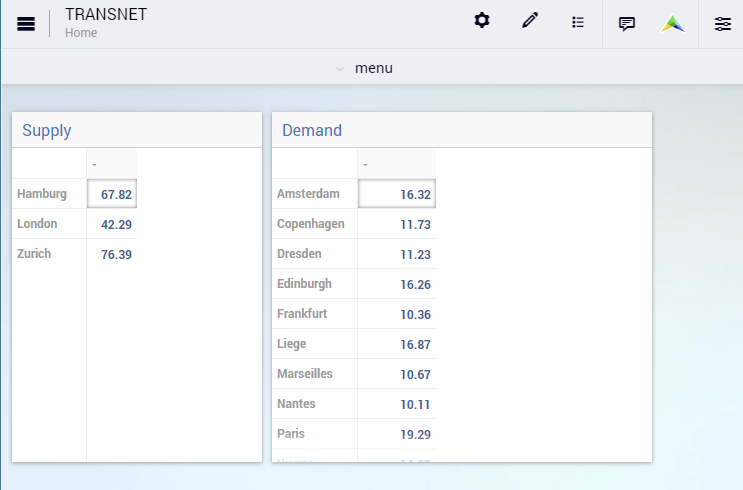 TRANSNET
Home
menu
Supply
-
Hamburg 67.82
London 42.29
Zurich 76.39
Demand
-
Amsterdam 16.32
Copenhagen 11.73
Dresden 11.23
Edinburgh 16.26
Frankfurt 10.36
Liege 16.87
Marseilles 10.67
Nantes 10.11
Paris 19.29